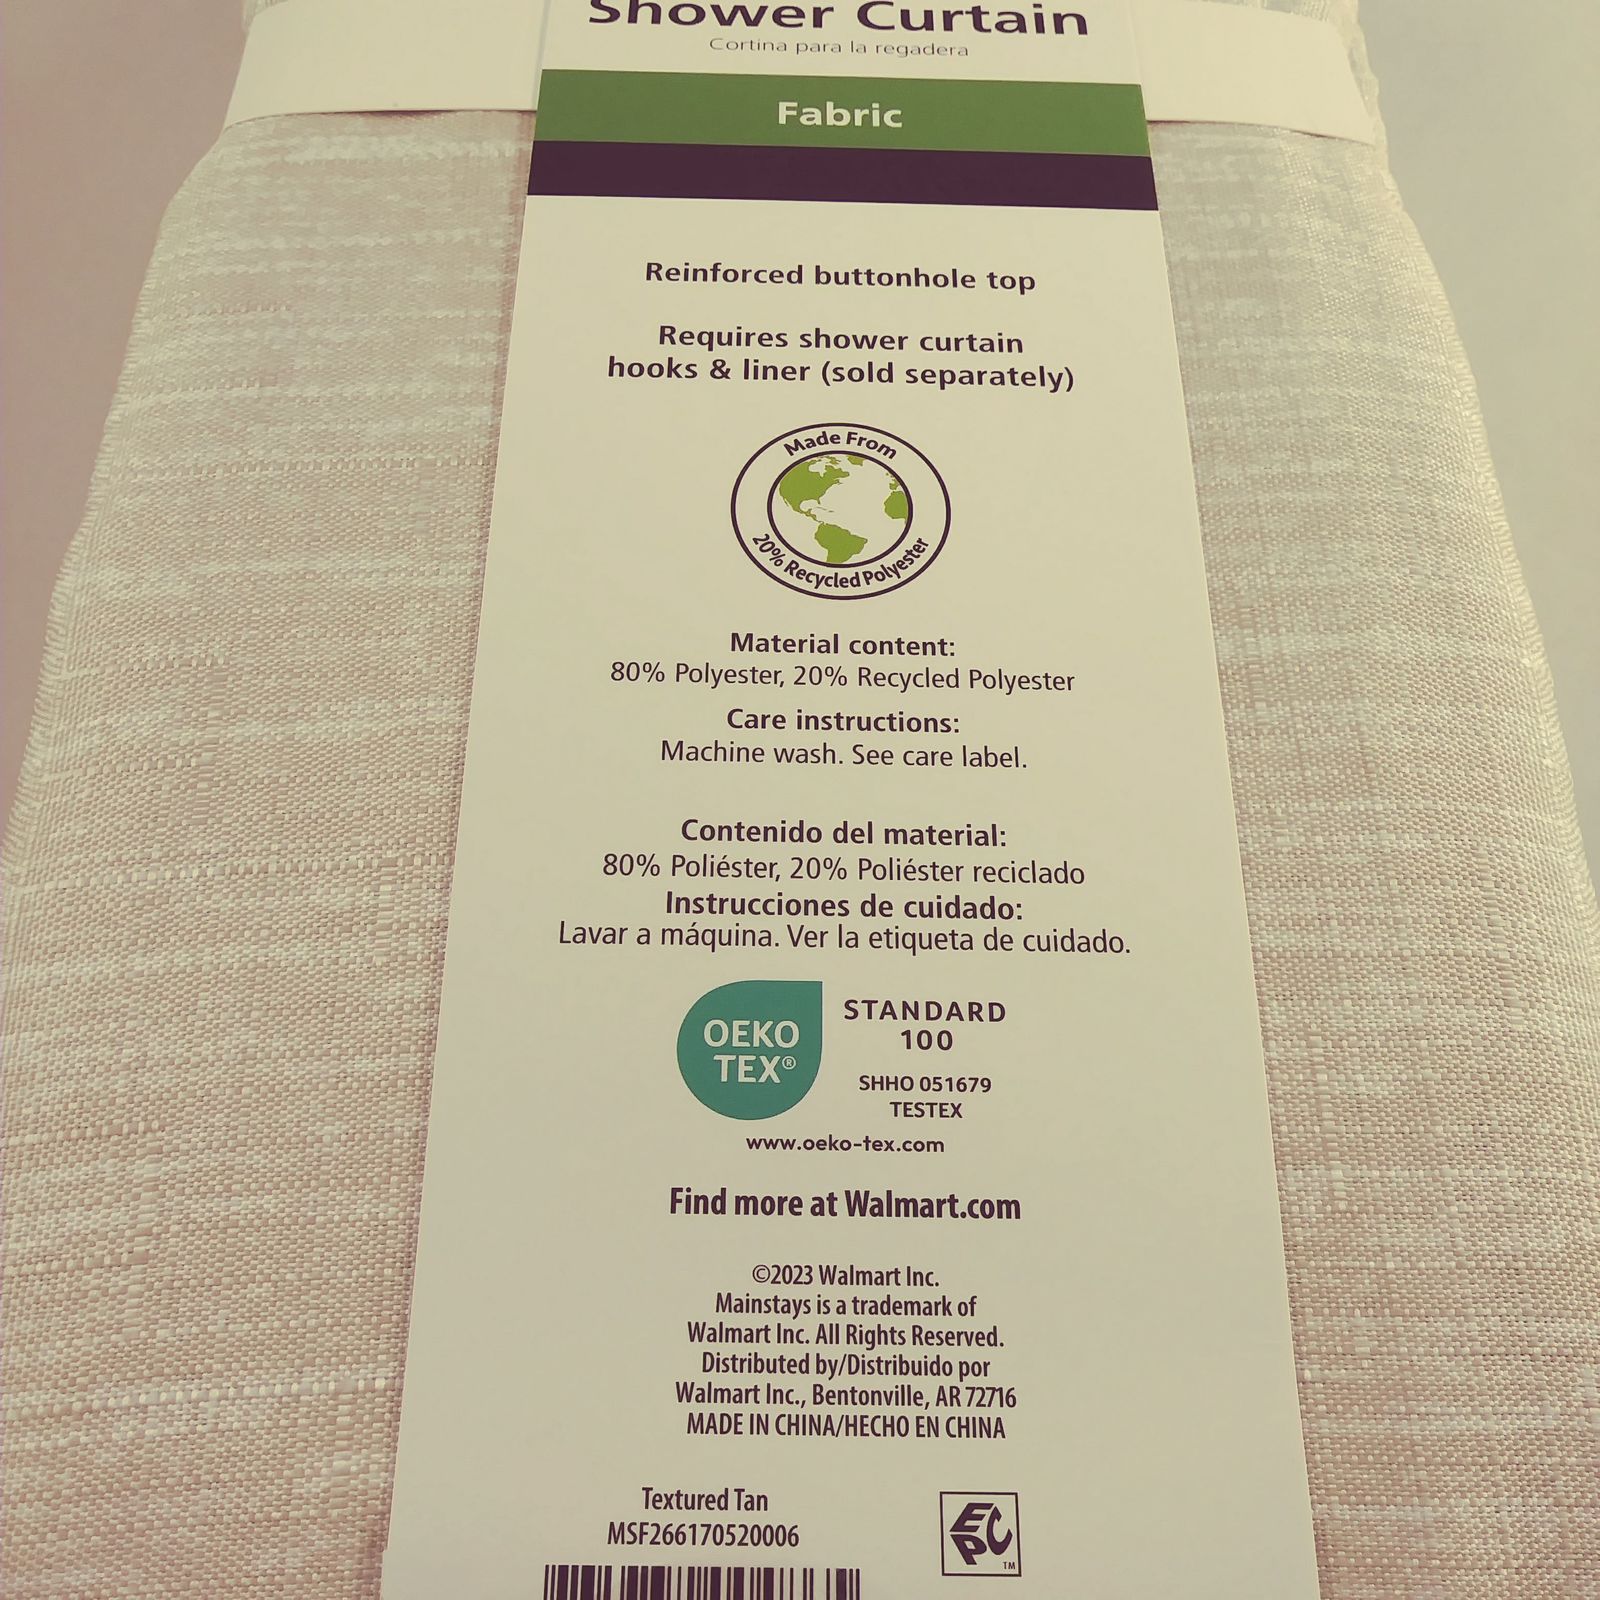 Shower Curtain
Cortina para la regadera
Fabric
Reinforced buttonhole top
Requires shower curtain
hooks & liner (sold separately)
Made From
20% Recycled Polyester
Material content:
80% Polyester, 20% Recycled Polyester
Care instructions:
Machine wash. See care label.
Contenido del material:
80% Poliéster, 20% Poliéster reciclado
Instrucciones de cuidado:
Lavar a máquina. Ver la etiqueta de cuidado.
OEKO
TEX®
STANDARD
100
SHHO 051679
TESTEX
www.oeko-tex.com
Find more at Walmart.com
©2023 Walmart Inc.
Mainstays is a trademark of
Walmart Inc. All Rights Reserved.
Distributed by/Distribuido por
Walmart Inc., Bentonville, AR 72716
MADE IN CHINA/HECHO EN CHINA
Textured Tan
MSF266170520006
EPC
TM